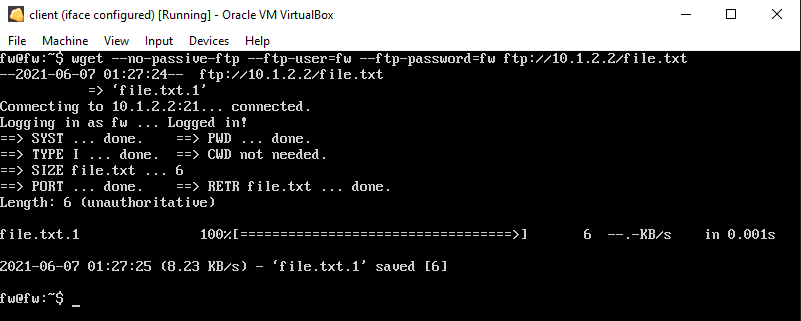 client (iface configured) [Running] - Oracle VM VirtualBox
File Machine View Input Devices Help
fw@fw:~$ wget --no-passive-ftp --ftp-user=fw --ftp-password=fw ftp://10.1.2.2/file.txt
--2021-06-07 01:27:24-- ftp://10.1.2.2/file.txt
=> ‘file.txt.1’
Connecting to 10.1.2.2:21... connected.
Logging in as fw ... Logged in!
==> SYST ... done. ==> PWD ... done.
==> TYPE I ... done. ==> CWD not needed.
==> SIZE file.txt ... 6
==> PORT ... done. ==> RETR file.txt ... done.
Length: 6 (unauthoritative)
file.txt.1 100%[==================================>] 6 --.-KB/s in 0.001s
2021-06-07 01:27:25 (8.23 KB/s) - ‘file.txt.1’ saved [6]
fw@fw:~$ _